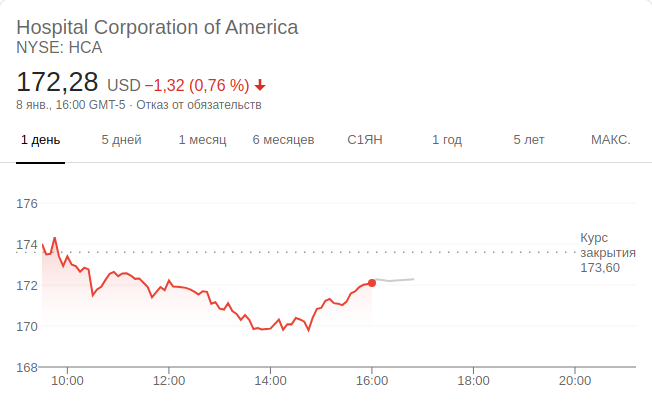 Hospital Corporation of America
NYSE: HCA
172,28 USD −1,32 (0,76 %)
8 янв., 16:00 GMT-5 · Отказ от обязательств
1 день 5 дней 1 месяц 6 месяцев С1ЯН 1 год 5 лет МАКС.
176
174
172
170
168
Курс
закрытия
173,60
10:00 12:00 14:00 16:00 18:00 20:00